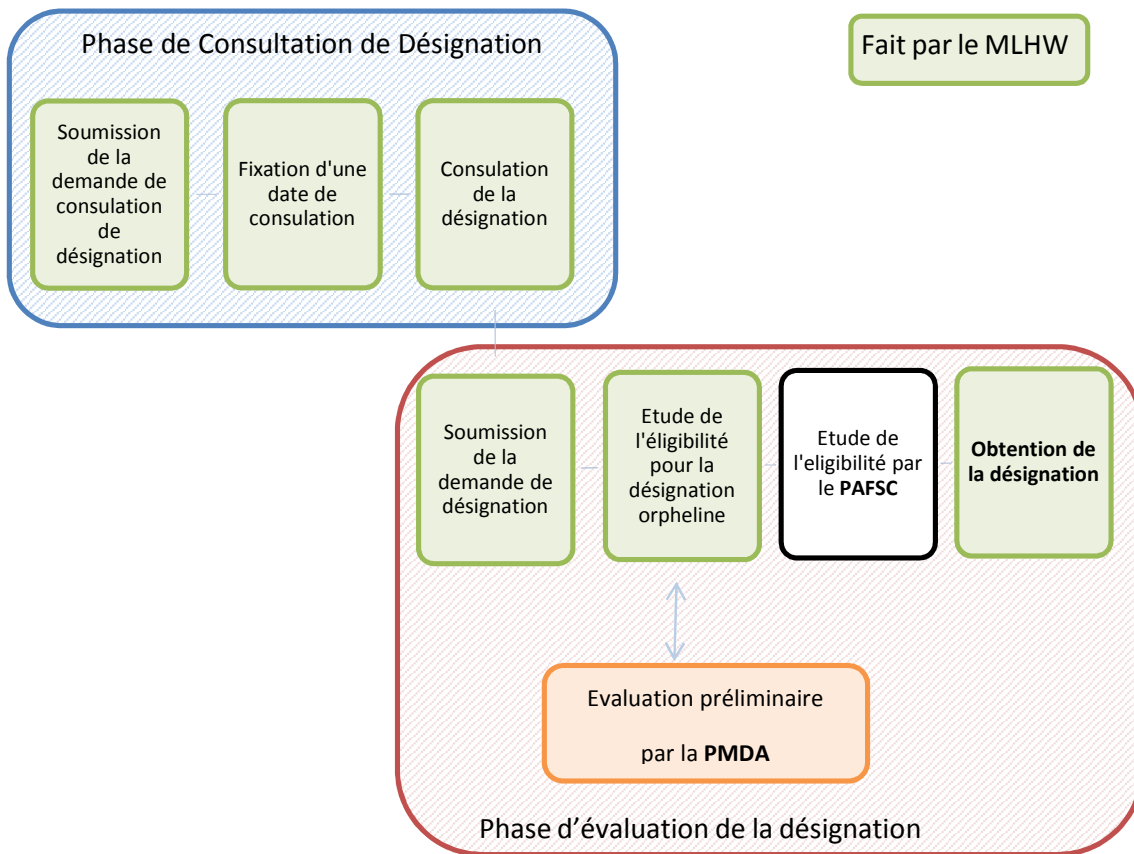 Phase de Consultation de Désignation
Fait par le MLHW
Soumission
de la
demande de
consulation
de
désignation
Fixation d'une
date de
consulation
Consulation
de la
désignation
Soumission
de la
demande de
désignation
Etude de
l'éligibilité
pour la
désignation
orpheline
Etude de
l'eligibilité par
le PAFSC
Obtention de
la désignation
Evaluation préliminaire
par la PMDA
Phase d’évaluation de la désignation